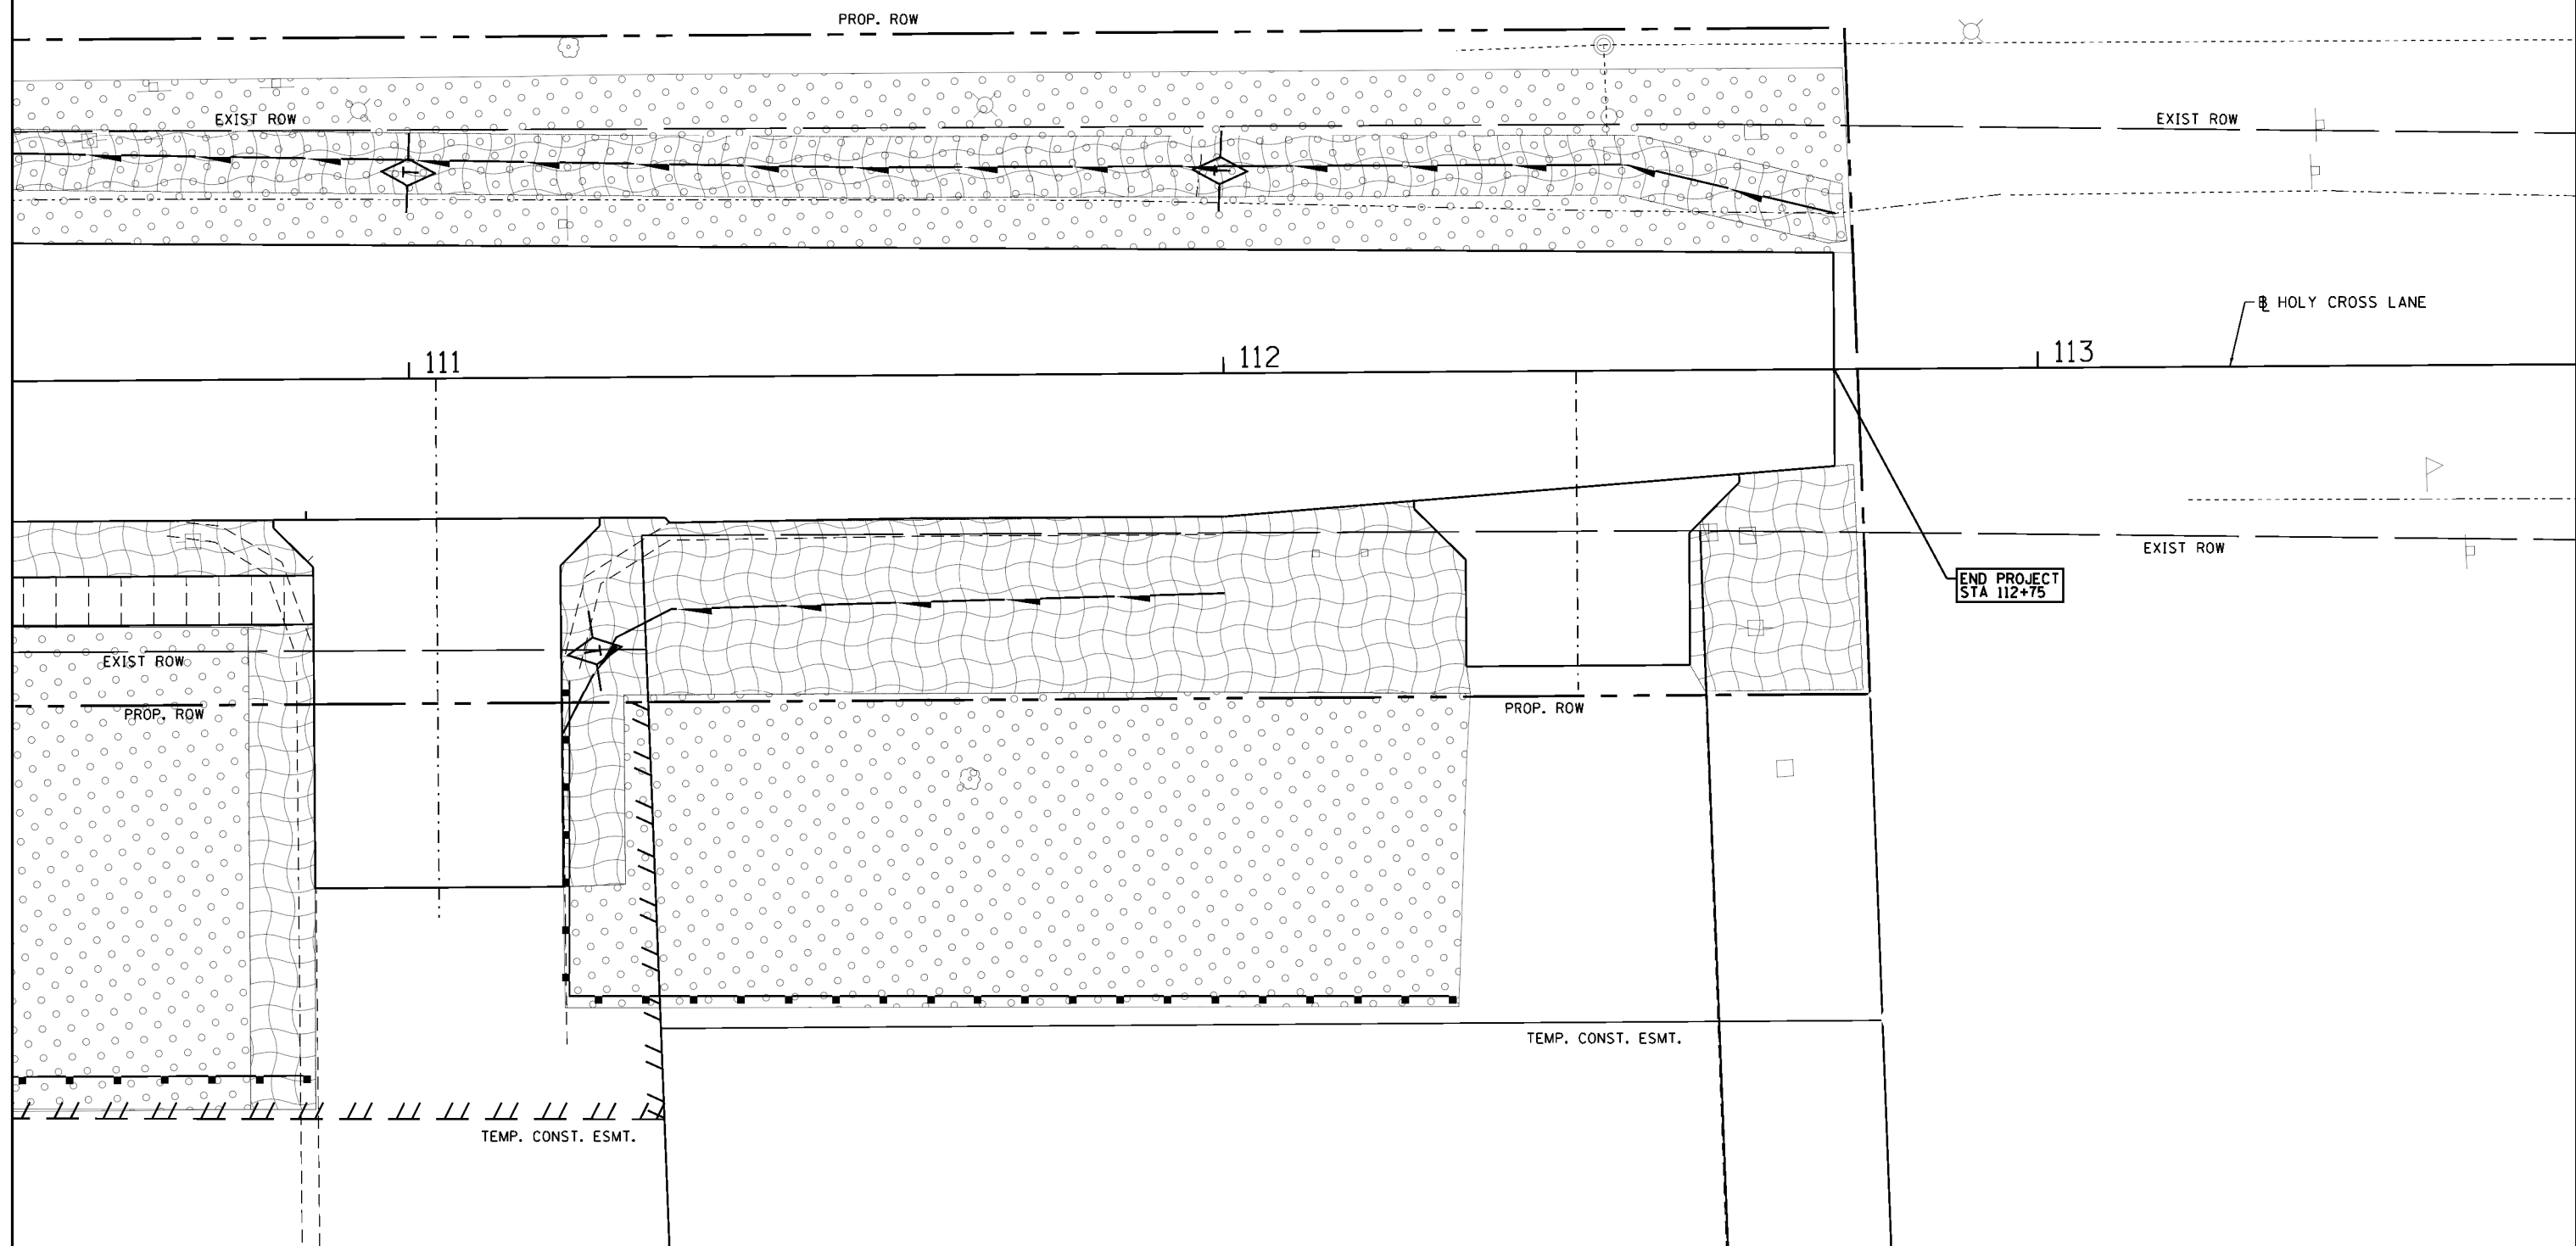 PROP. ROW
EXIST ROW
EXIST ROW
℄ HOLY CROSS LANE
111
112
113
EXIST ROW
END PROJECT
STA 112+75
EXIST ROW
PROP. ROW
PROP. ROW
TEMP. CONST. ESMT.
TEMP. CONST. ESMT.